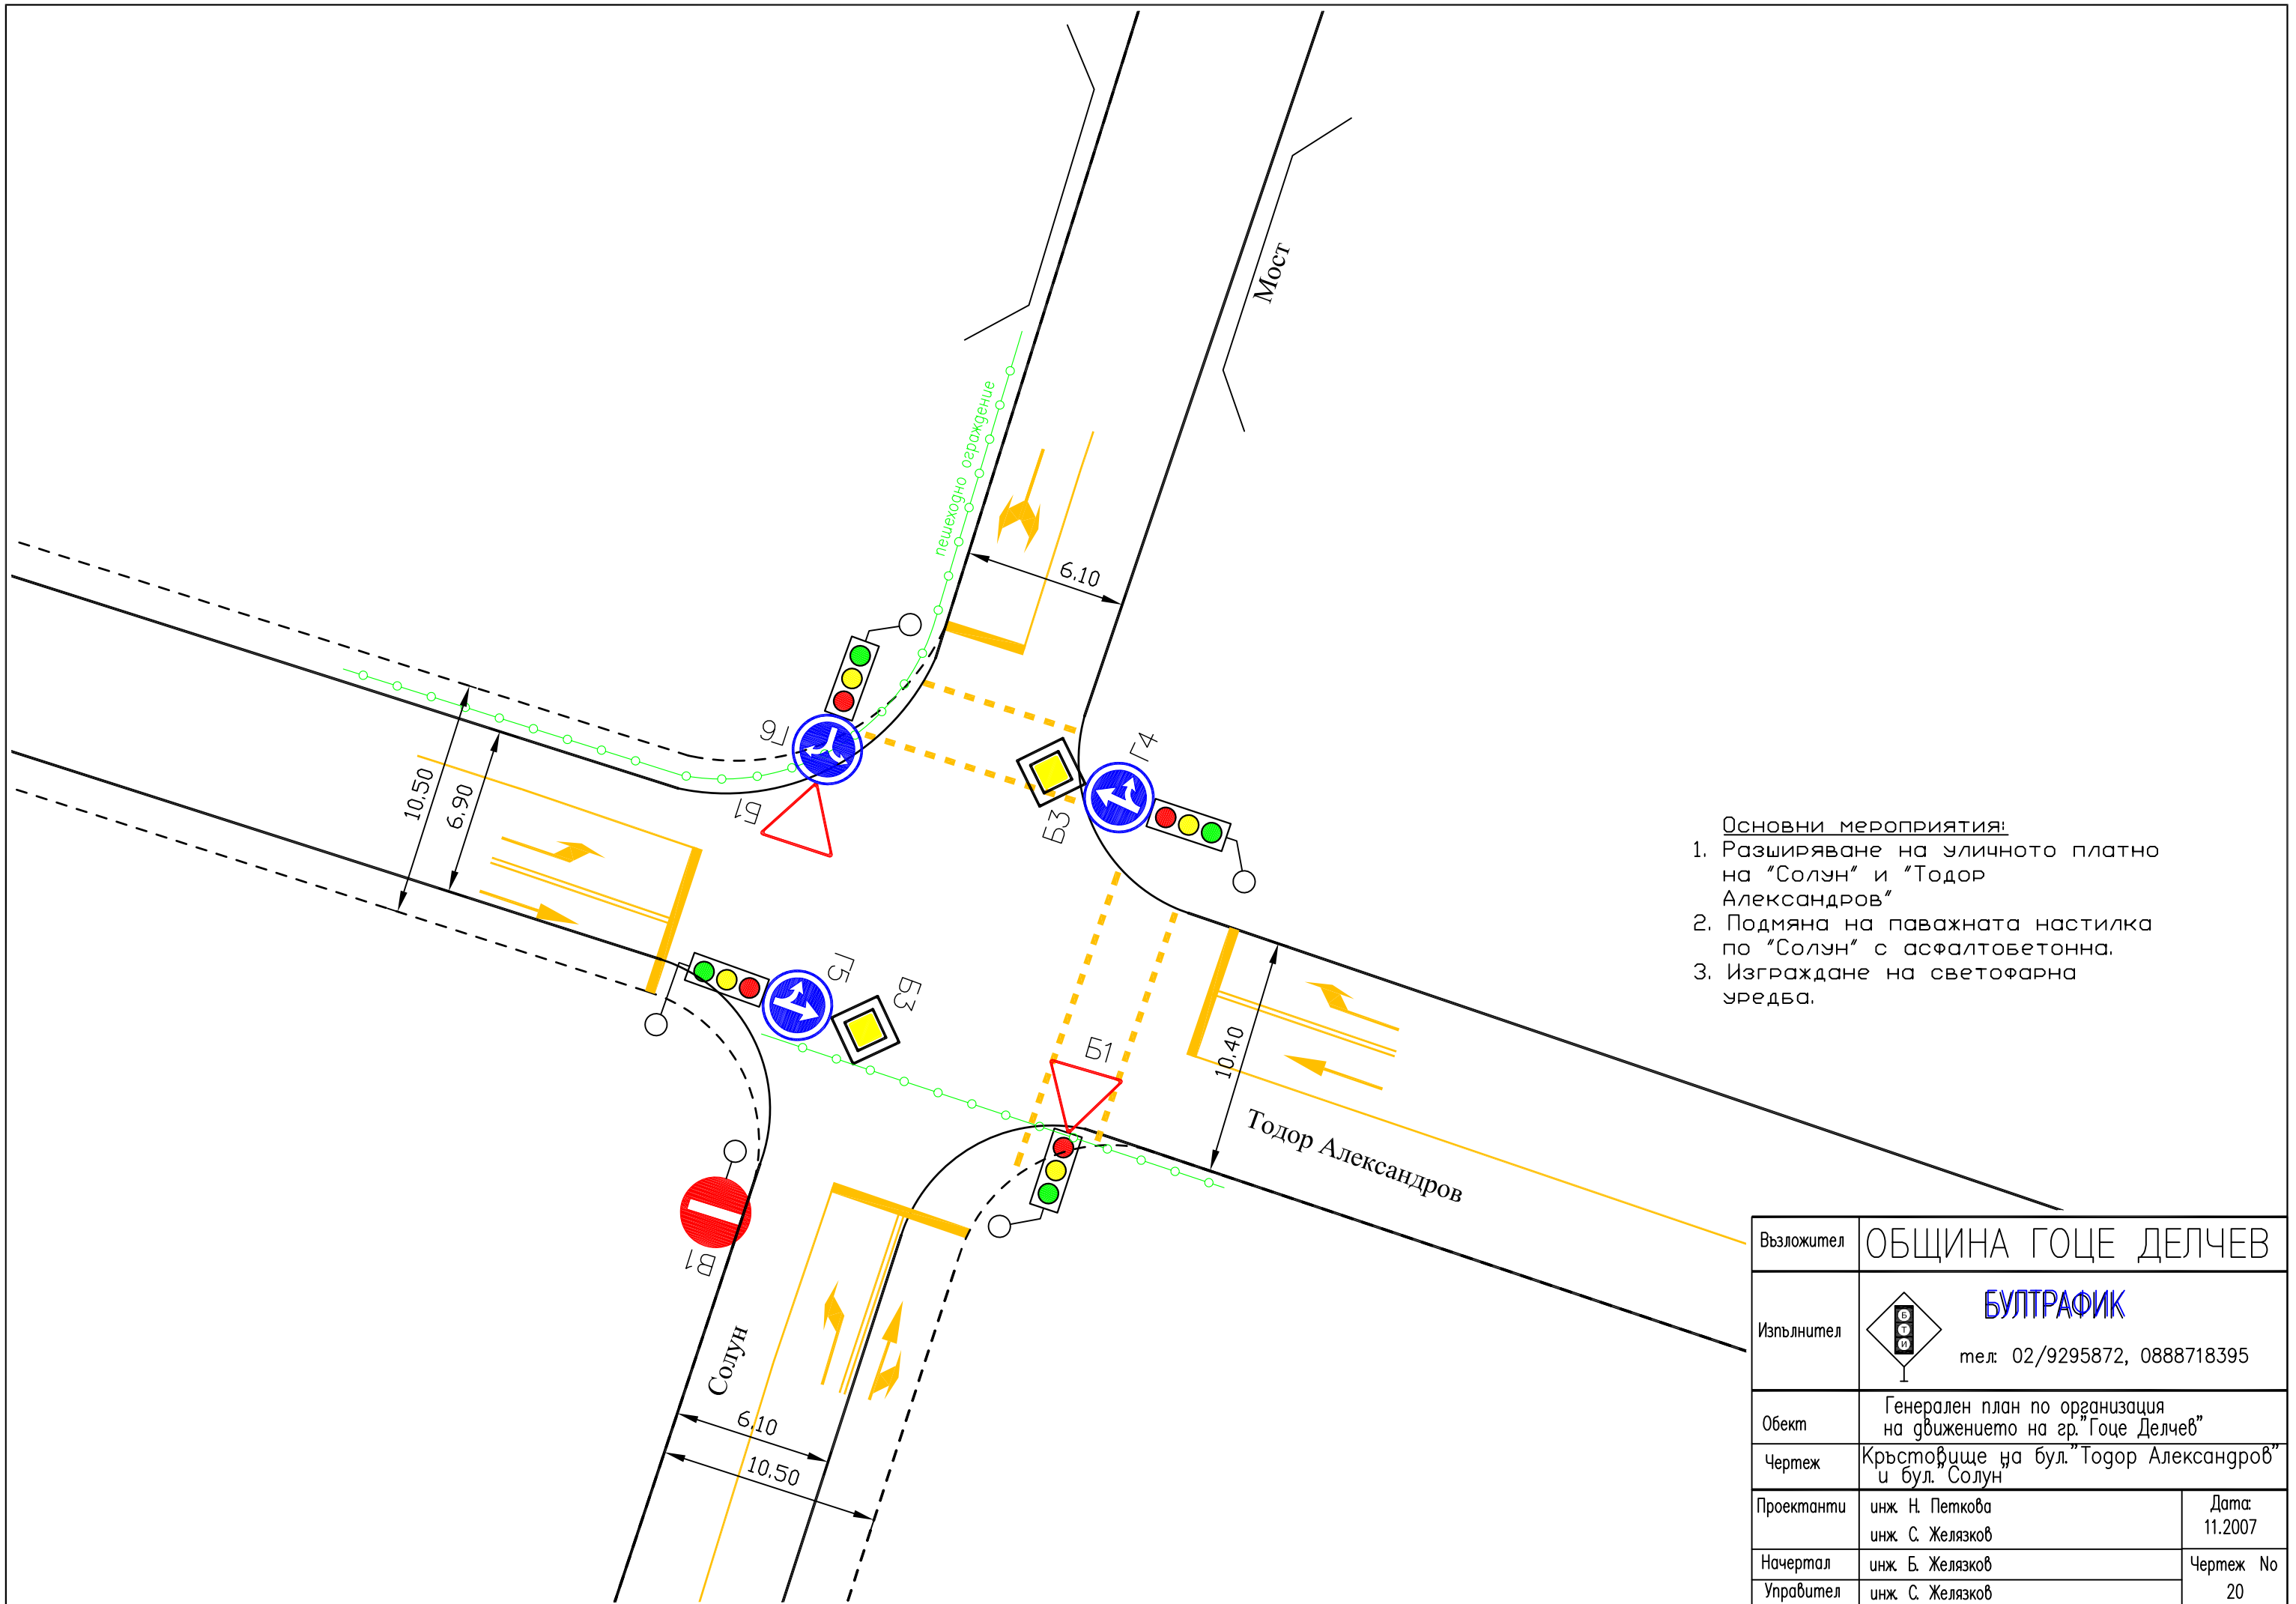 Мост
пешеходно ограждение
6.10
Г6
Б1
Г4
Б3
10.50
6.90
Г5
Б3
Б1
10.40
Тодор Александров
В1
Солун
6.10
10.50
Основни мероприятия:
1. Разширяване на уличното платно
на "Солун" и "Тодор
Александров"
2. Подмяна на паважната настилка
по "Солун" с асфалтобетонна.
3. Изграждане на светофарна
уредба.
Възложител ОБЩИНА ГОЦЕ ДЕЛЧЕВ
Изпълнител БУЛТРАФИК
Б
Т
И
тел: 02/9295872, 0888718395
Обект Генерален план по организация
на движението на гр."Гоце Делчев"
Чертеж Кръстовище на бул."Тодор Александров"
и бул."Солун"
Проектанти инж. Н. Петкова
инж. С. Желязков
Дата:
11.2007
Начертал инж. Б. Желязков
Управител инж. С. Желязков
Чертеж No
20